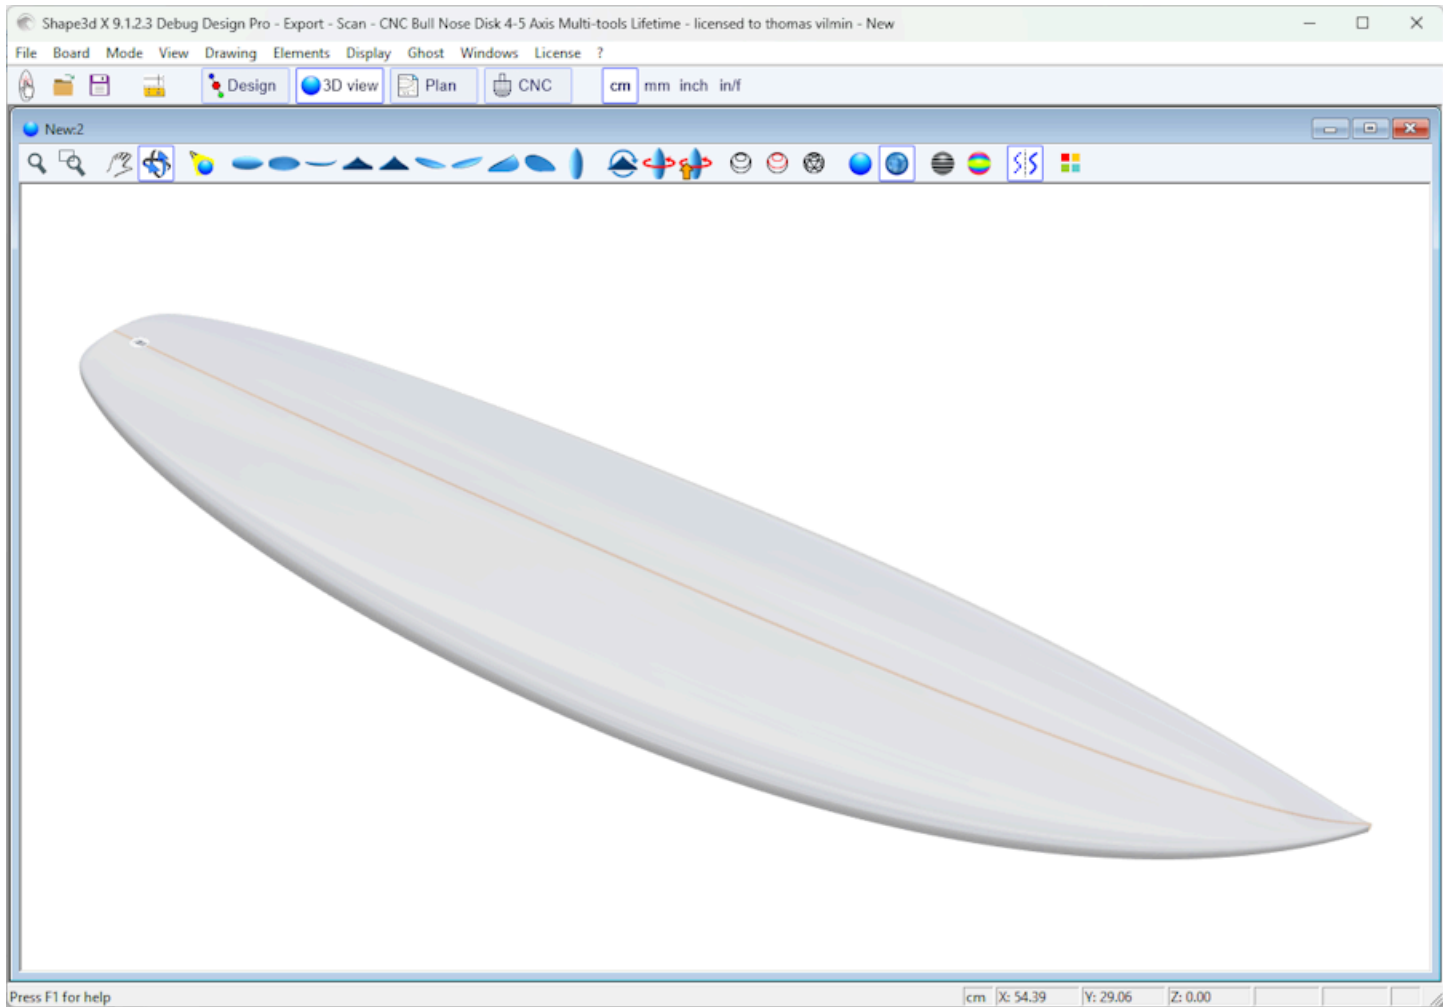 Shape3d X 9.1.2.3 Debug Design Pro - Export - Scan - CNC Bull Nose Disk 4-5 Axis Multi-tools Lifetime - licensed to thomas vilmin - New
File Board Mode View Drawing Elements Display Ghost Windows License ?
Design 3D view Plan CNC cm mm inch in/f
New:2
Press F1 for help cm X: 54.39 Y: 29.06 Z: 0.00